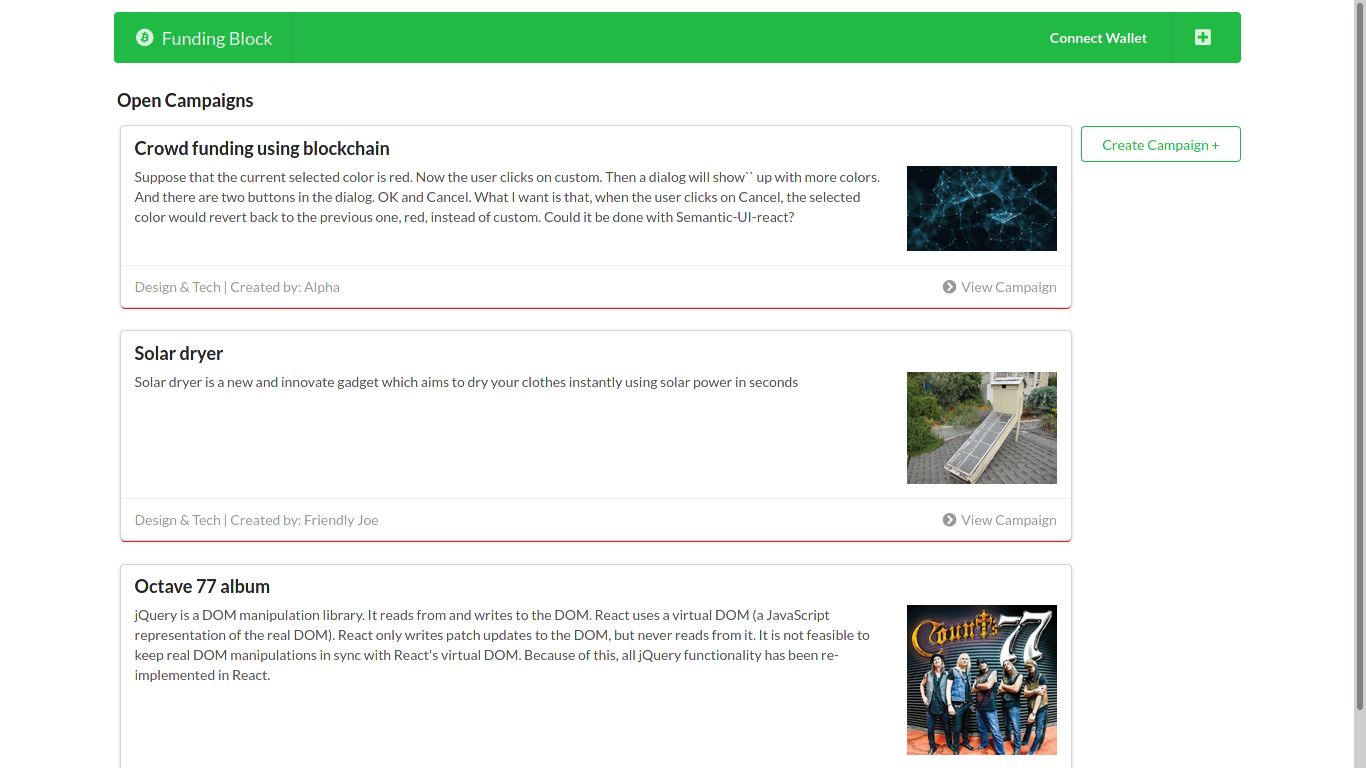 Funding Block
Connect Wallet
Open Campaigns
Create Campaign +
Crowd funding using blockchain
Suppose that the current selected color is red. Now the user clicks on custom. Then a dialog will show`` up with more colors.
And there are two buttons in the dialog. OK and Cancel. What I want is that, when the user clicks on Cancel, the selected
color would revert back to the previous one, red, instead of custom. Could it be done with Semantic-UI-react?
Design & Tech | Created by: Alpha
View Campaign
Solar dryer
Solar dryer is a new and innovate gadget which aims to dry your clothes instantly using solar power in seconds
Design & Tech | Created by: Friendly Joe
View Campaign
Octave 77 album
jQuery is a DOM manipulation library. It reads from and writes to the DOM. React uses a virtual DOM (a JavaScript
representation of the real DOM). React only writes patch updates to the DOM, but never reads from it. It is not feasible to
keep real DOM manipulations in sync with React's virtual DOM. Because of this, all jQuery functionality has been re-
implemented in React.
Count's 77